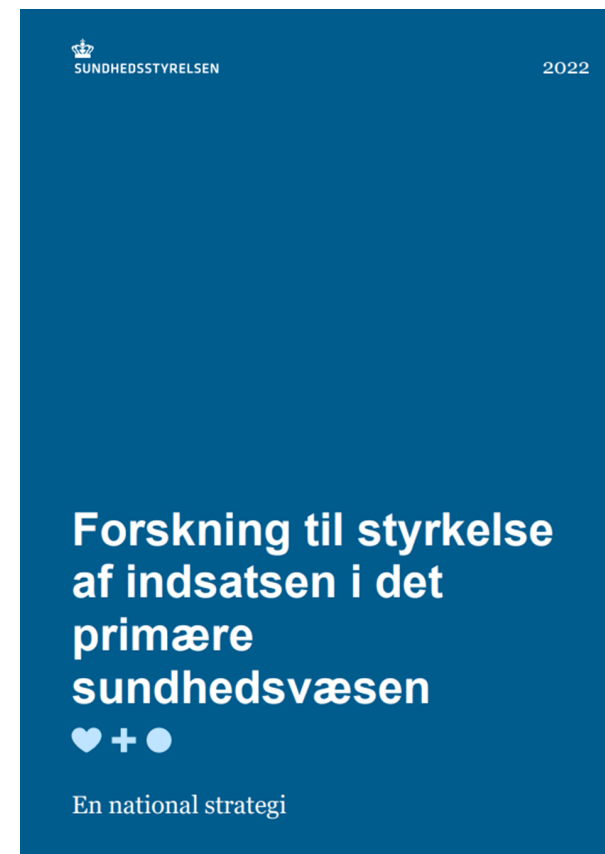 SUNDHEDSSTYRELSEN
2022
Forskning til styrkelse
af indsatsen i det
primære
sundhedsvæsen
En national strategi